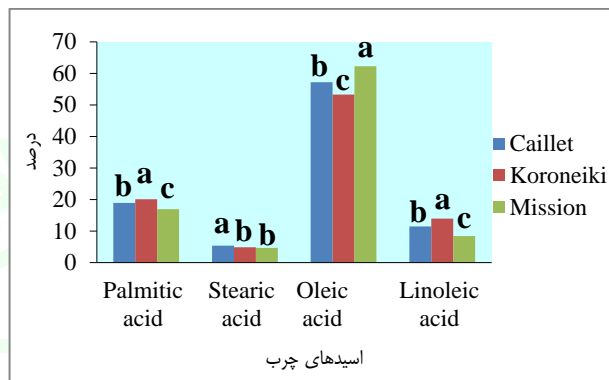 درصد
70
60
50
40
30
20
10
0
b a c
a b b
b c a
b a c
Palmitic acid
Stearic acid
Oleic acid
Linoleic acid
اسیدهای چرب
Caillet
Koroneiki
Mission